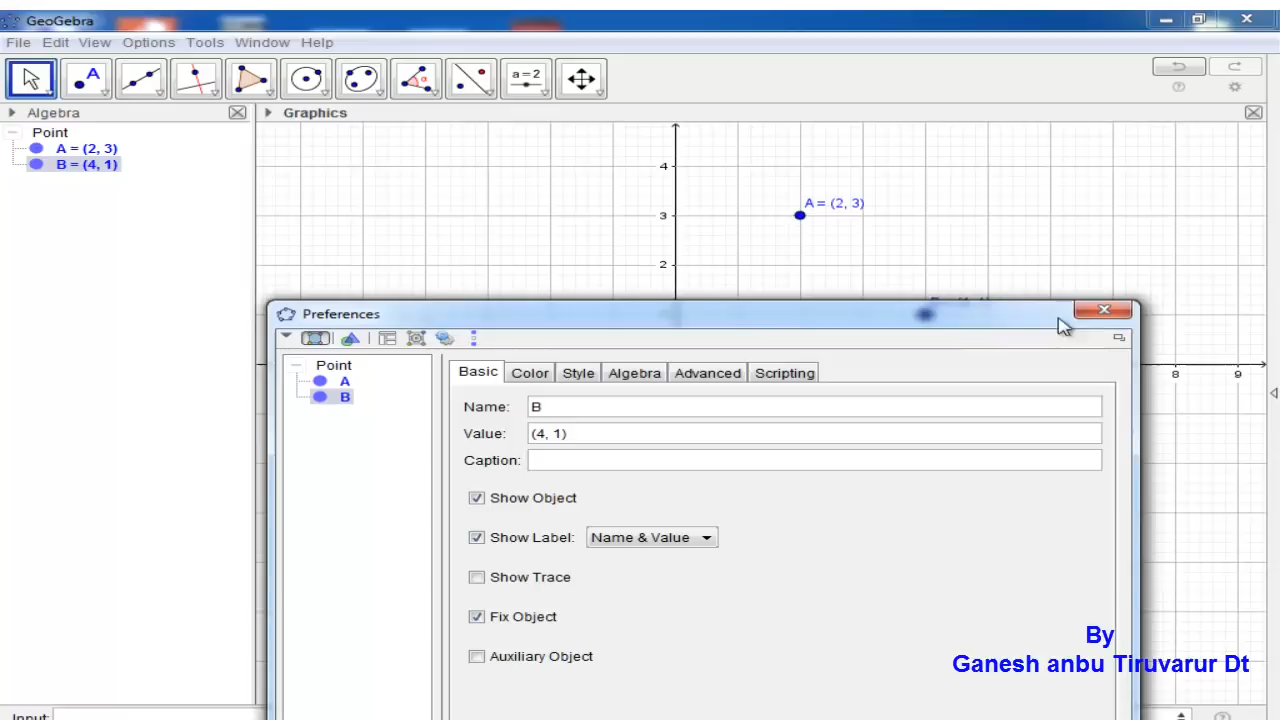 GeoGebra
File Edit View Options Tools Window Help
A
α
a=2
Algebra
Graphics
Point
A = (2, 3)
B = (4, 1)
4
3
2
A = (2, 3)
8
9
Preferences
Point
A
B
Basic Color Style Algebra Advanced Scripting
Name: B
Value: (4, 1)
Caption:
Show Object
Show Label: Name & Value
Show Trace
Fix Object
Auxiliary Object
By
Ganesh anbu Tiruvarur Dt
Input: